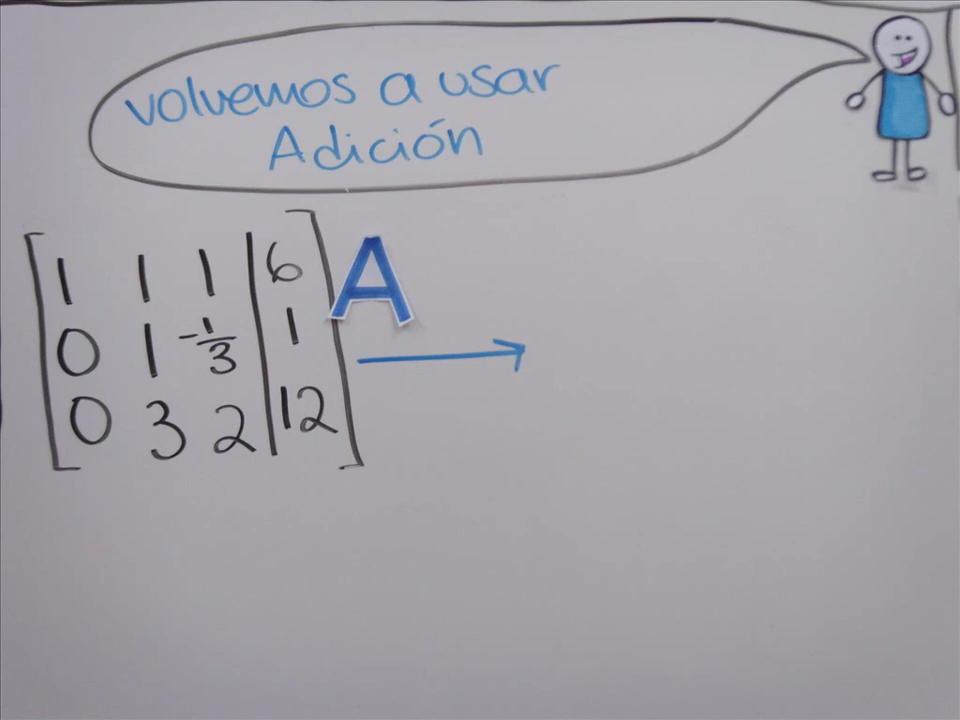 volvemos a usar
Adición
1 1 1 | 6
A
0 1 -1/3 | 1
0 3 2 | 12